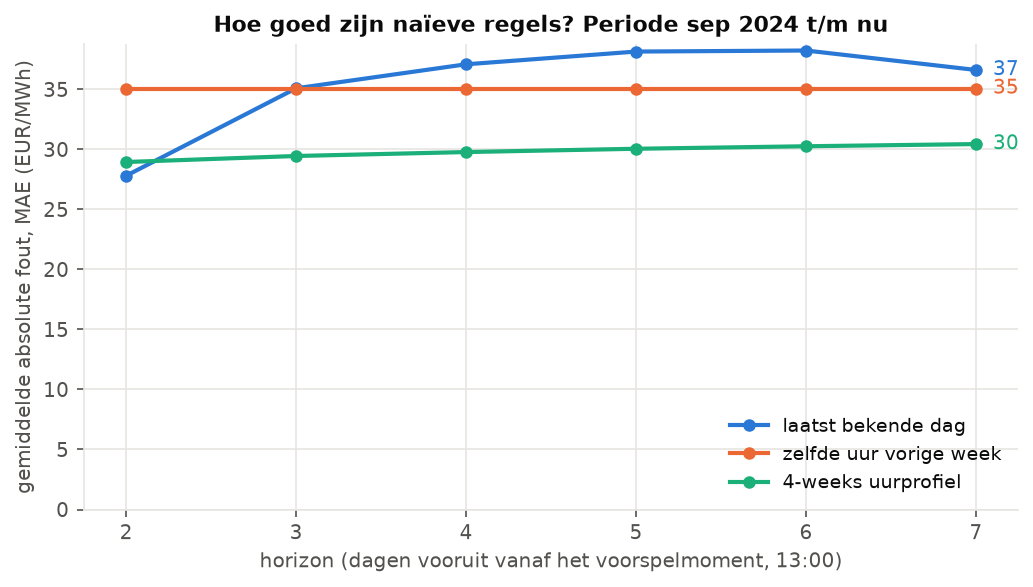 Hoe goed zijn naïeve regels? Periode sep 2024 t/m nu
gemiddelde absolute fout, MAE (EUR/MWh)
35
30
25
20
15
10
5
0
37
35
30
laatst bekende dag
zelfde uur vorige week
4-weeks uurprofiel
2
3
4
5
6
7
horizon (dagen vooruit vanaf het voorspelmoment, 13:00)